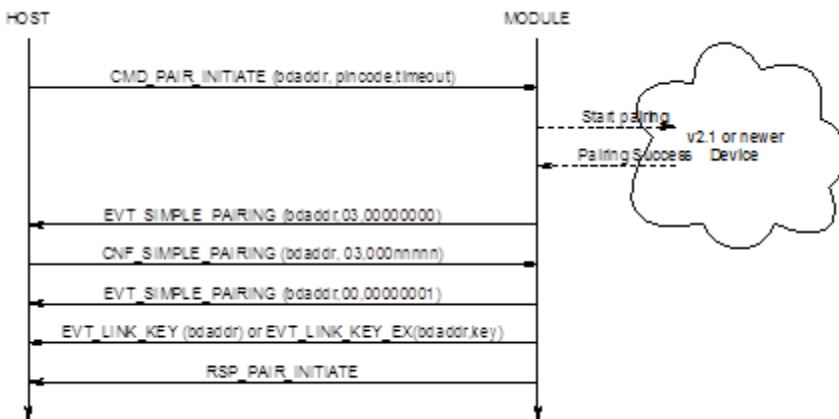 HOST
MODULE
CMD_PAIR_INITIATE (bdaddr, pincode,timeout)
Start pairing
v2.1 or newer
Device
Pairing Success
EVT_SIMPLE_PAIRING (bdaddr,03,00000000)
CNF_SIMPLE_PAIRING (bdaddr, 03,000nnnnn)
EVT_SIMPLE_PAIRING (bdaddr,00,00000001)
EVT_LINK_KEY (bdaddr) or EVT_LINK_KEY_EX(bdaddr,key)
RSP_PAIR_INITIATE